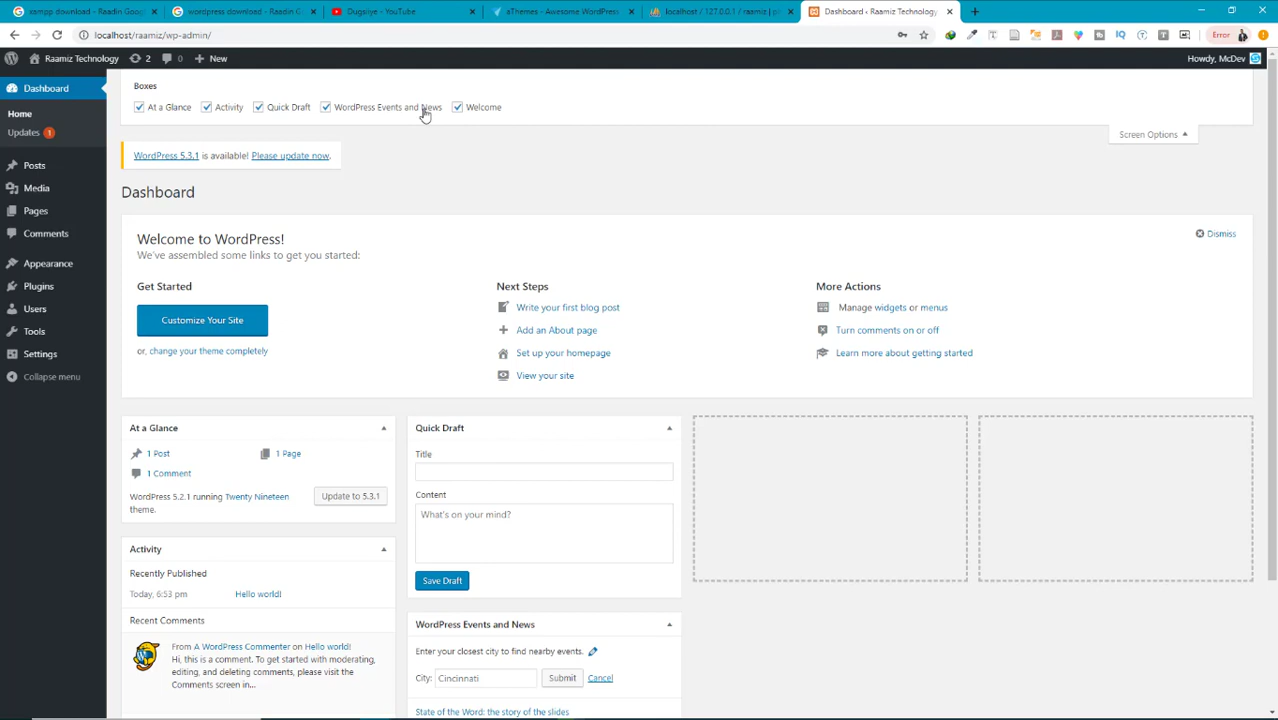 xampp download - Raadin Goog
wordpress download - Raadin G
Dugsiiye - YouTube
aThemes - Awesome WordPress
localhost / 127.0.0.1 / raamiz | p
Dashboard ‹ Raamiz Technology
localhost/raamiz/wp-admin/
Error
Raamiz Technology
2
0
New
Howdy, McDev
Dashboard
Home
Updates 1
Posts
Media
Pages
Comments
Appearance
Plugins
Users
Tools
Settings
Collapse menu
Boxes
At a Glance Activity Quick Draft WordPress Events and News Welcome
Screen Options
WordPress 5.3.1 is available! Please update now.
Dashboard
Welcome to WordPress!
Dismiss
We've assembled some links to get you started:
Get Started
Customize Your Site
or, change your theme completely
Next Steps
Write your first blog post
Add an About page
Set up your homepage
View your site
More Actions
Manage widgets or menus
Turn comments on or off
Learn more about getting started
At a Glance
1 Post
1 Page
1 Comment
WordPress 5.2.1 running Twenty Nineteen
theme.
Update to 5.3.1
Activity
Recently Published
Today, 6:53 pm Hello world!
Recent Comments
From A WordPress Commenter on Hello world!
Hi, this is a comment. To get started with moderating,
editing, and deleting comments, please visit the
Comments screen in...
Quick Draft
Title
Content
What's on your mind?
Save Draft
WordPress Events and News
Enter your closest city to find nearby events.
City: Cincinnati Submit Cancel
State of the Word: the story of the slides